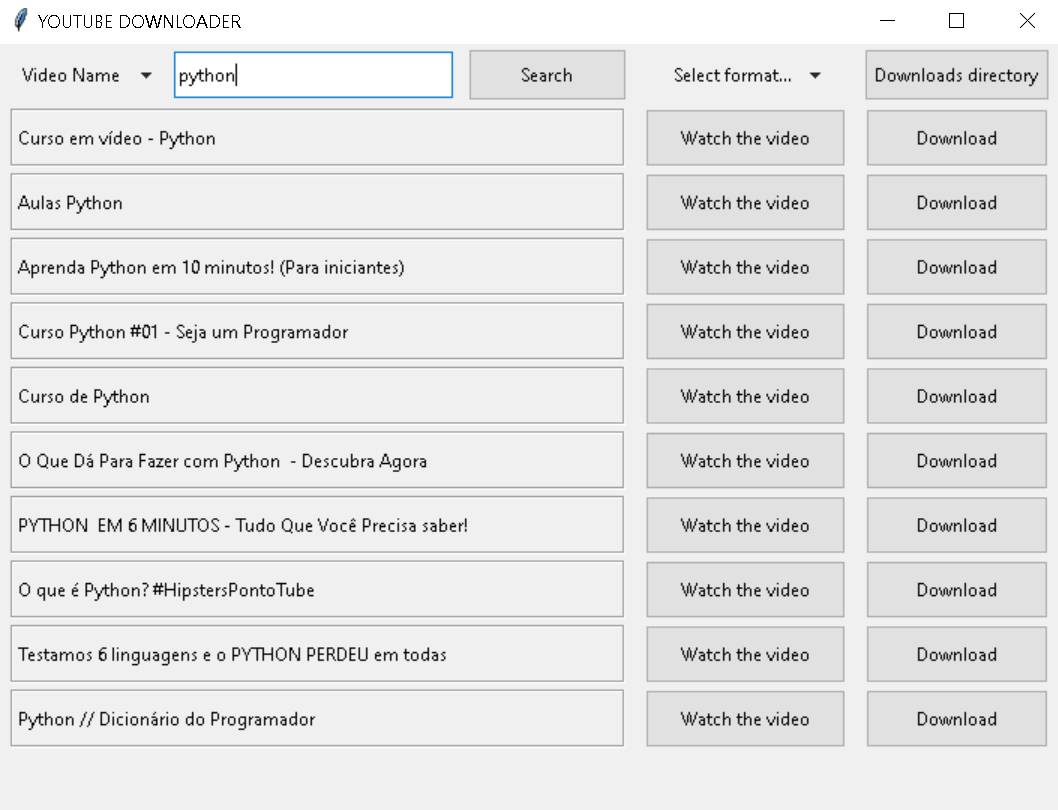 YOUTUBE DOWNLOADER
Video Name python Search Select format... Downloads directory
Curso em vídeo - Python Watch the video Download
Aulas Python Watch the video Download
Aprenda Python em 10 minutos! (Para iniciantes) Watch the video Download
Curso Python #01 - Seja um Programador Watch the video Download
Curso de Python Watch the video Download
O Que Dá Para Fazer com Python  - Descubra Agora Watch the video Download
PYTHON  EM 6 MINUTOS - Tudo Que Você Precisa saber! Watch the video Download
O que é Python? #HipstersPontoTube Watch the video Download
Testamos 6 linguagens e o PYTHON PERDEU em todas Watch the video Download
Python // Dicionário do Programador Watch the video Download